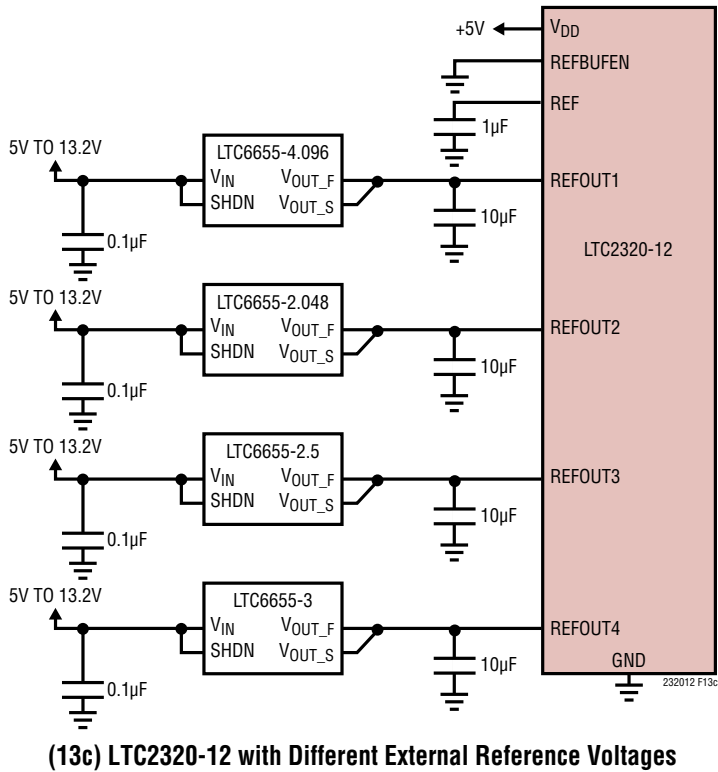 +5V
VDD
REFBUFEN
REF
1µF
5V TO 13.2V
LTC6655-4.096
VIN
VOUT_F
SHDN
VOUT_S
0.1µF
10µF
REFOUT1
LTC2320-12
5V TO 13.2V
LTC6655-2.048
VIN
VOUT_F
SHDN
VOUT_S
0.1µF
10µF
REFOUT2
5V TO 13.2V
LTC6655-2.5
VIN
VOUT_F
SHDN
VOUT_S
0.1µF
10µF
REFOUT3
5V TO 13.2V
LTC6655-3
VIN
VOUT_F
SHDN
VOUT_S
0.1µF
10µF
REFOUT4
GND
232012 F13c
(13c) LTC2320-12 with Different External Reference Voltages